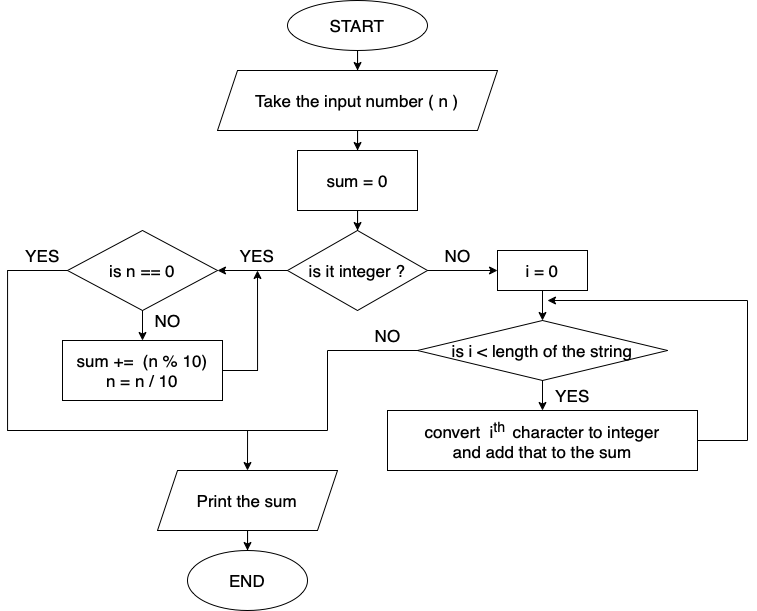 START
Take the input number ( n )
sum = 0
is it integer ?
YES
NO
is n == 0
YES
NO
sum += (n % 10)
n = n / 10
i = 0
is i < length of the string
NO
YES
convert ith character to integer
and add that to the sum
Print the sum
END